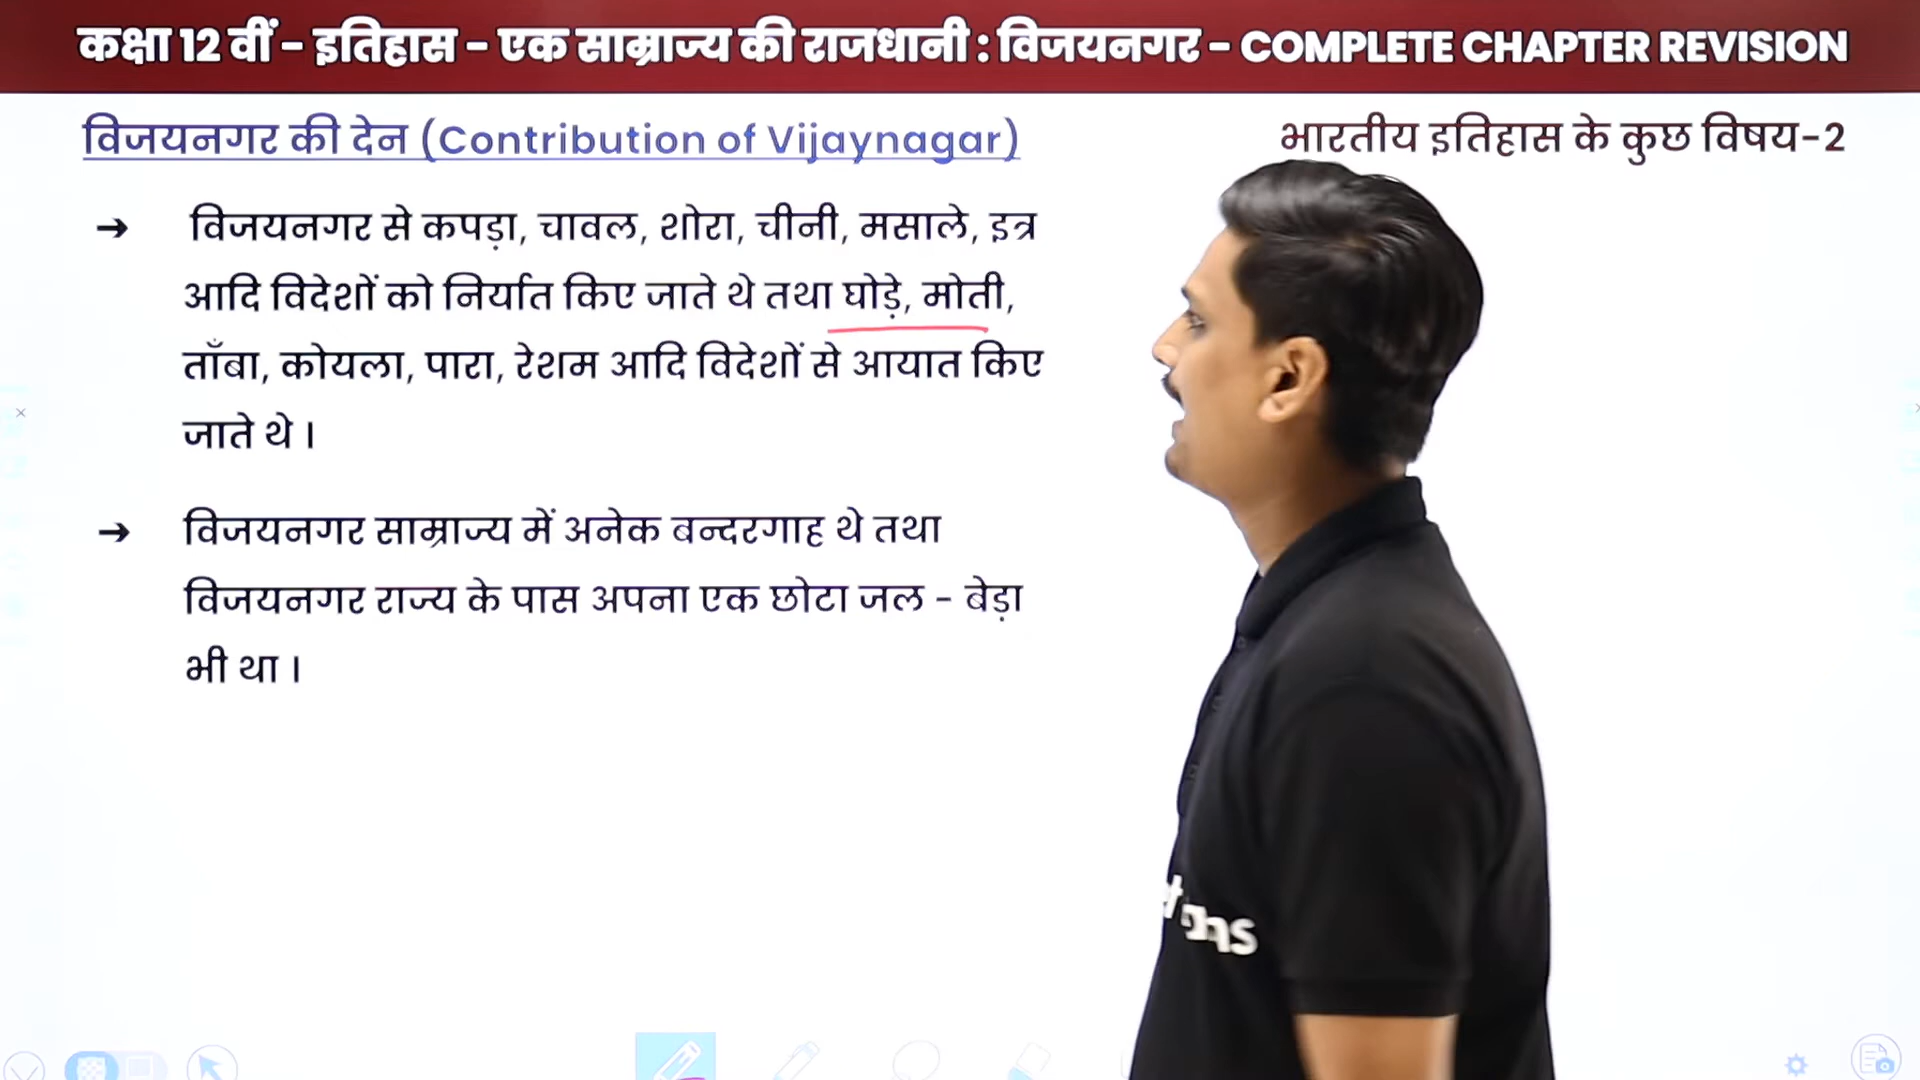 कक्षा 12 वीं - इतिहास - एक साम्राज्य की राजधानी : विजयनगर - COMPLETE CHAPTER REVISION
विजयनगर की देन (Contribution of Vijaynagar)
भारतीय इतिहास के कुछ विषय-2
➔ विजयनगर से कपड़ा, चावल, शोरा, चीनी, मसाले, इत्र
आदि विदेशों को निर्यात किए जाते थे तथा घोड़े, मोती,
ताँबा, कोयला, पारा, रेशम आदि विदेशों से आयात किए
जाते थे ।
➔ विजयनगर साम्राज्य में अनेक बन्दरगाह थे तथा
विजयनगर राज्य के पास अपना एक छोटा जल - बेड़ा
भी था ।